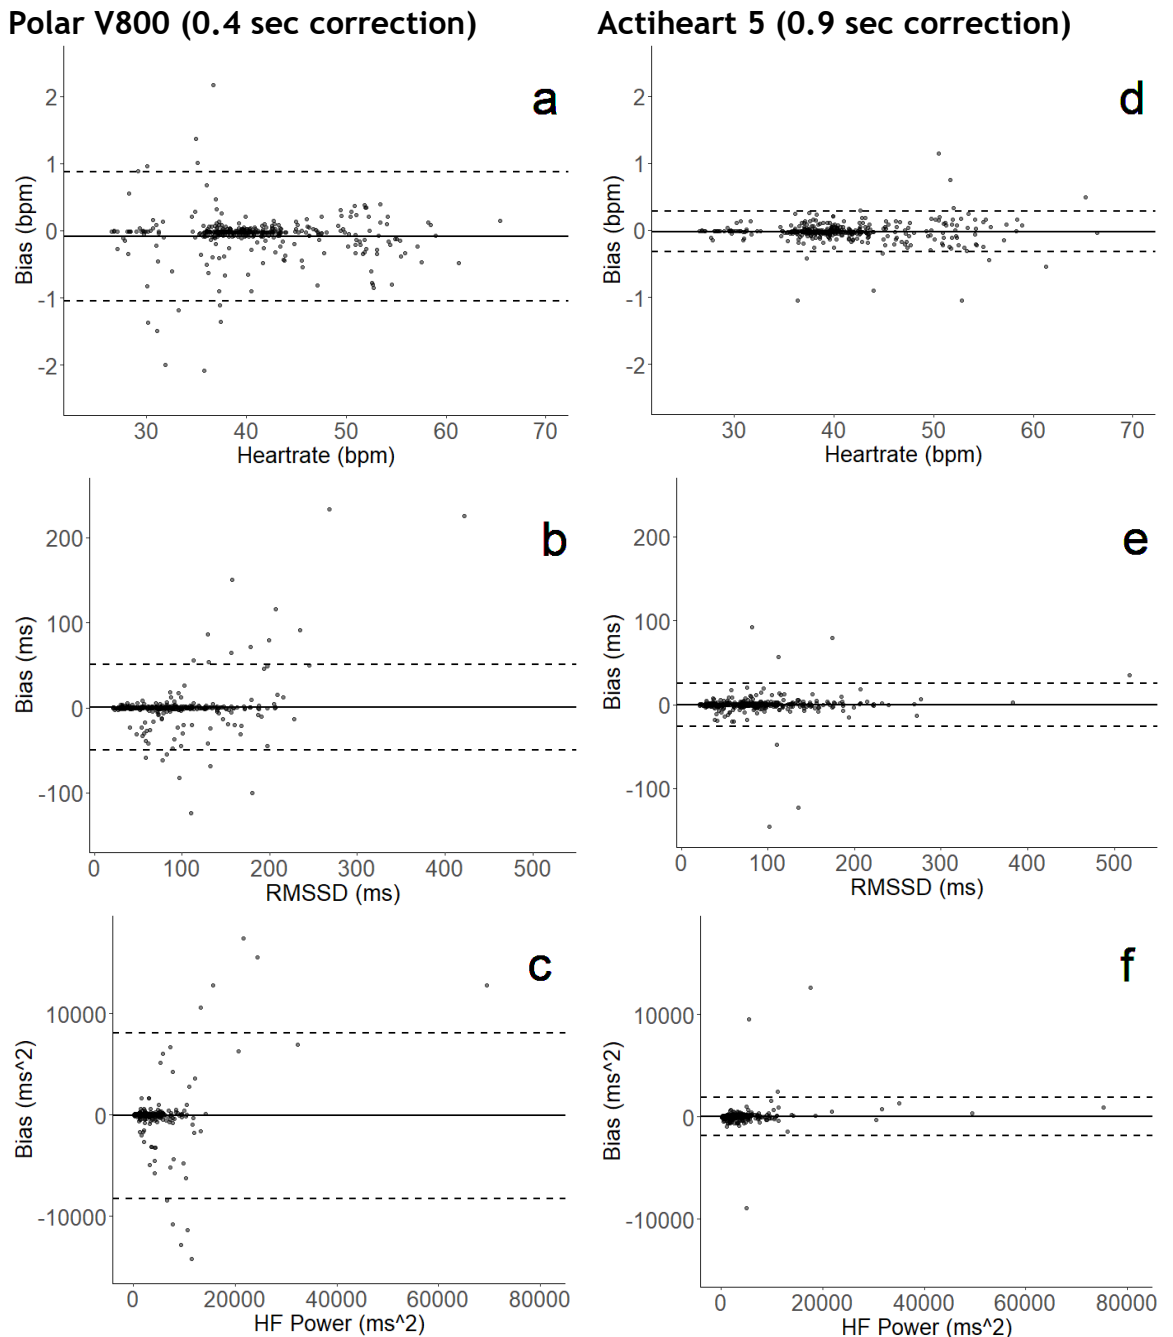 Polar V800 (0.4 sec correction)
Actiheart 5 (0.9 sec correction)
a
2
1
0
-1
-2
Bias (bpm)
30 40 50 60 70
Heartrate (bpm)
d
2
1
0
-1
-2
Bias (bpm)
30 40 50 60 70
Heartrate (bpm)
b
200
100
0
-100
Bias (ms)
0 100 200 300 400 500
RMSSD (ms)
e
200
100
0
-100
Bias (ms)
0 100 200 300 400 500
RMSSD (ms)
c
10000
0
-10000
Bias (ms^2)
0 20000 40000 60000 80000
HF Power (ms^2)
f
10000
0
-10000
Bias (ms^2)
0 20000 40000 60000 80000
HF Power (ms^2)